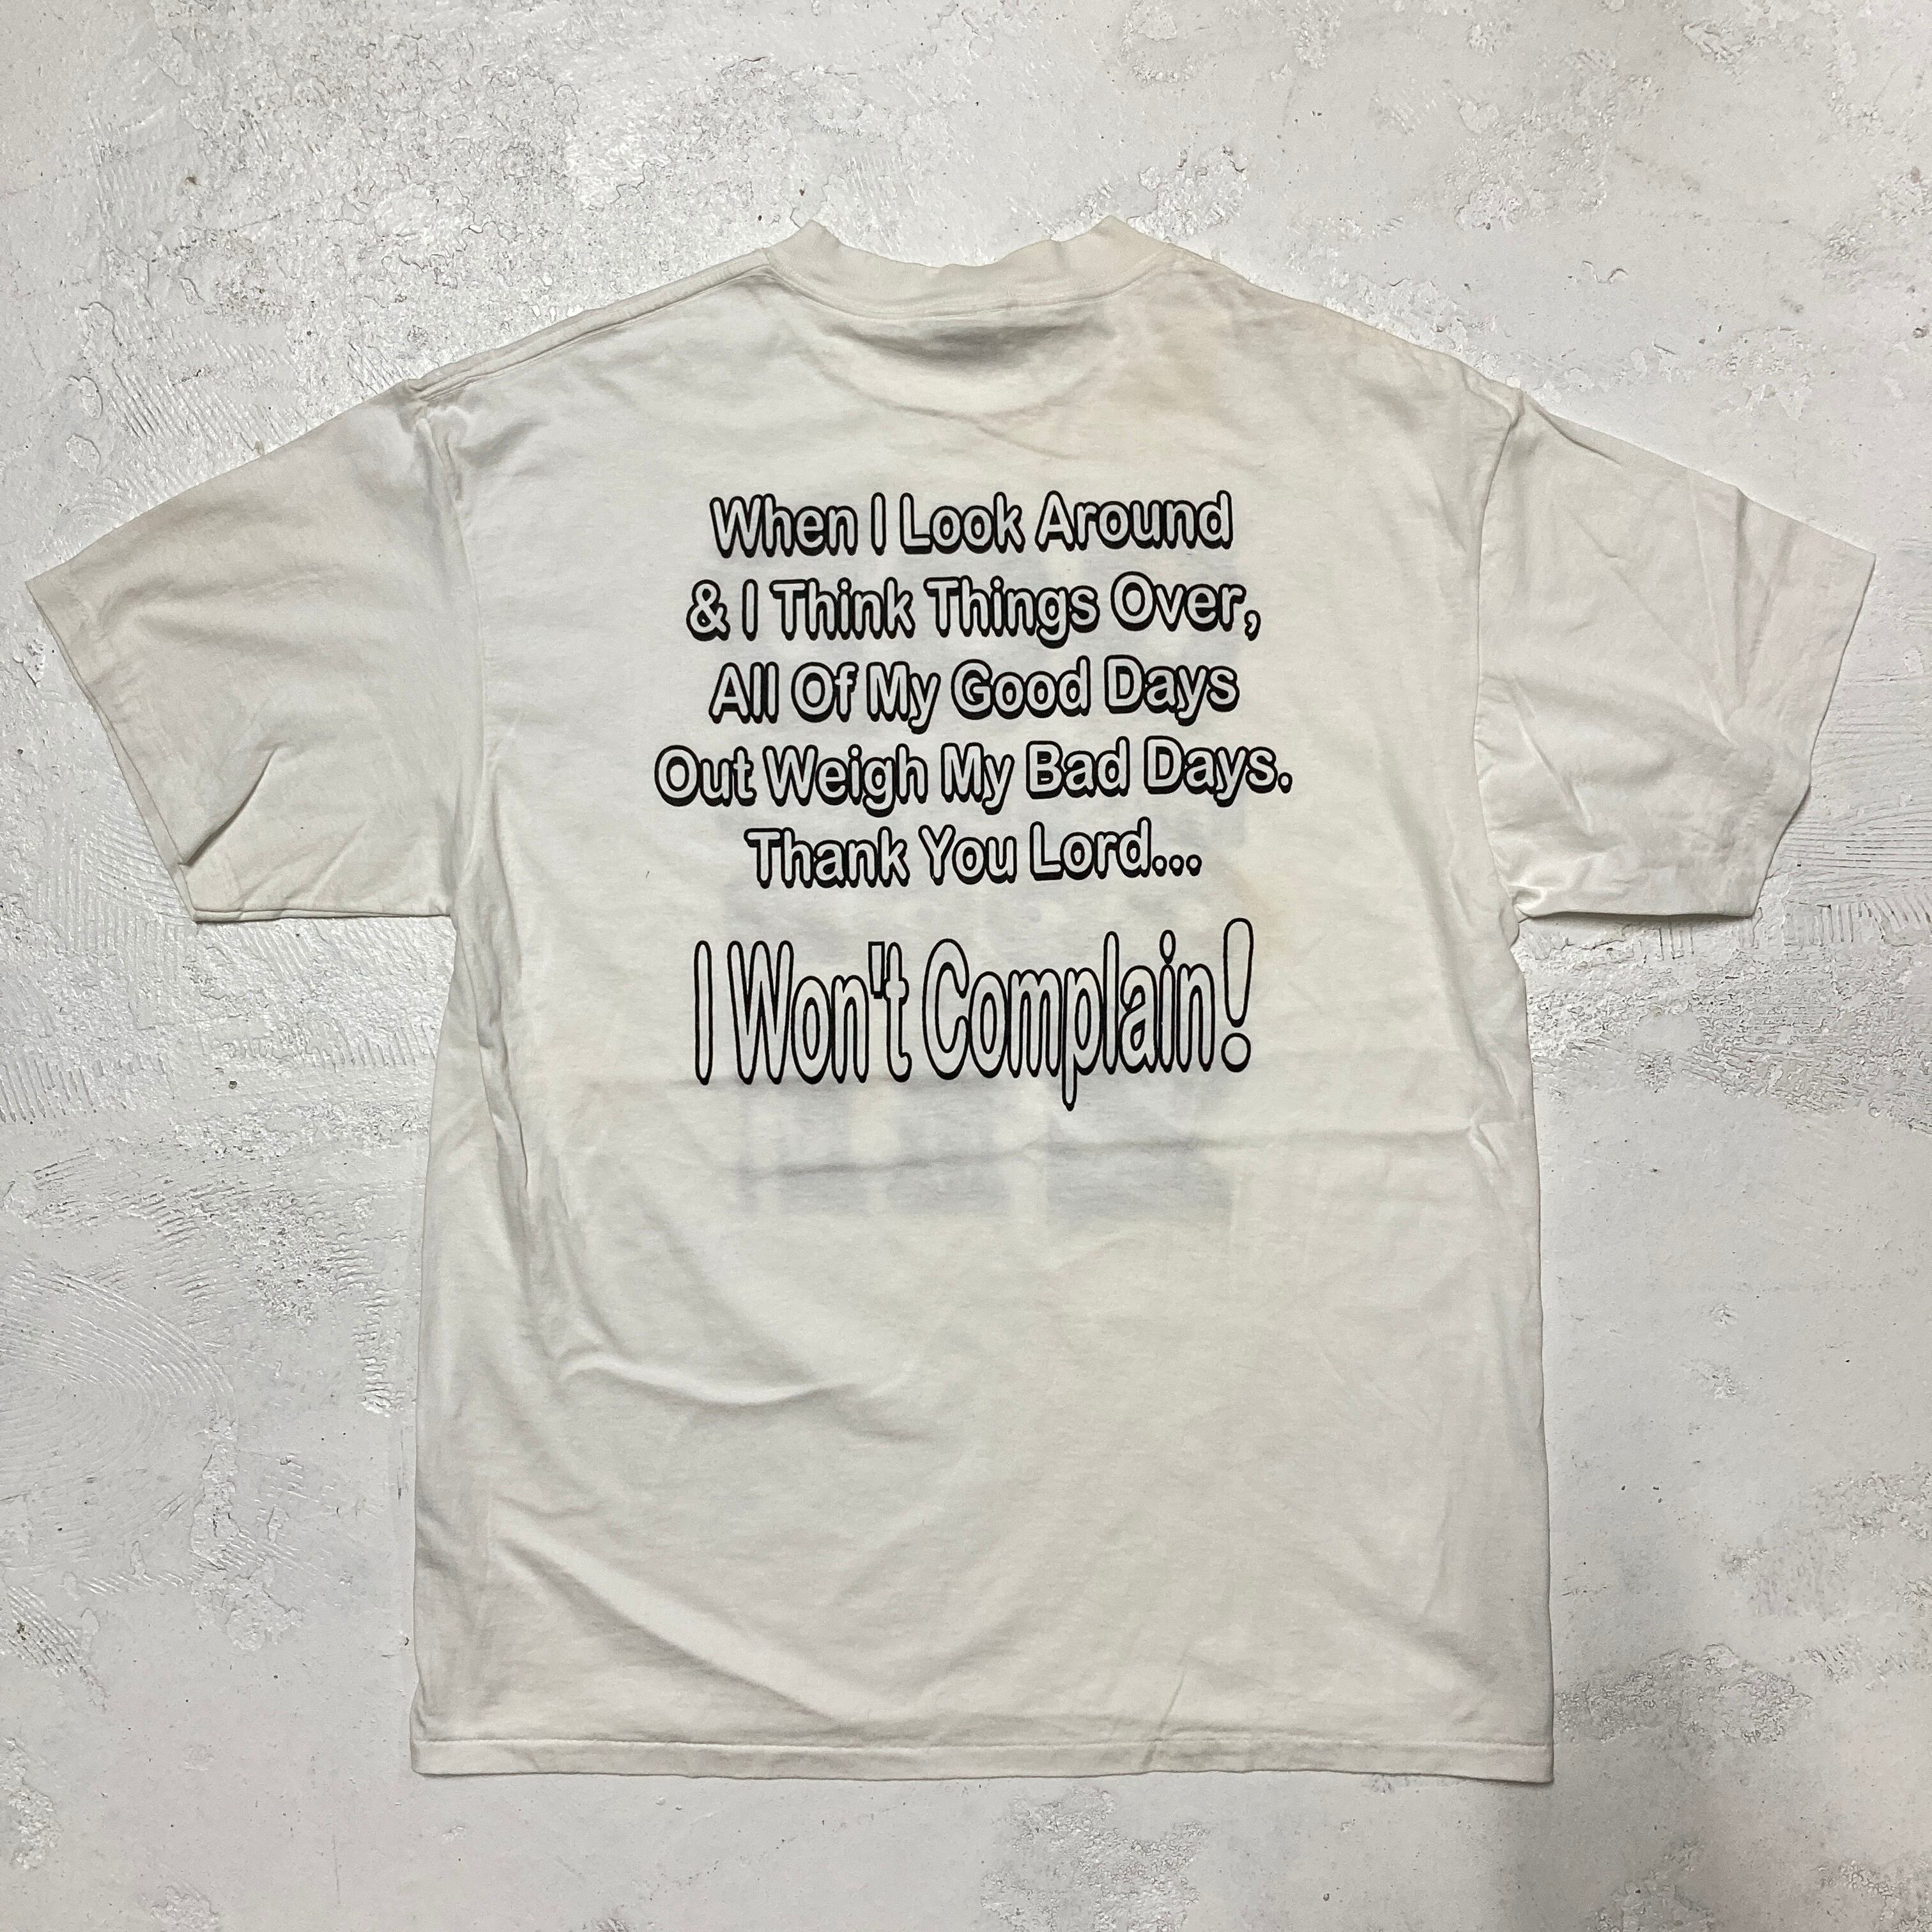 When I Look Around
& I Think Things Over,
All Of My Good Days
Out Weigh My Bad Days.
Thank You Lord...
I Won't Complain!